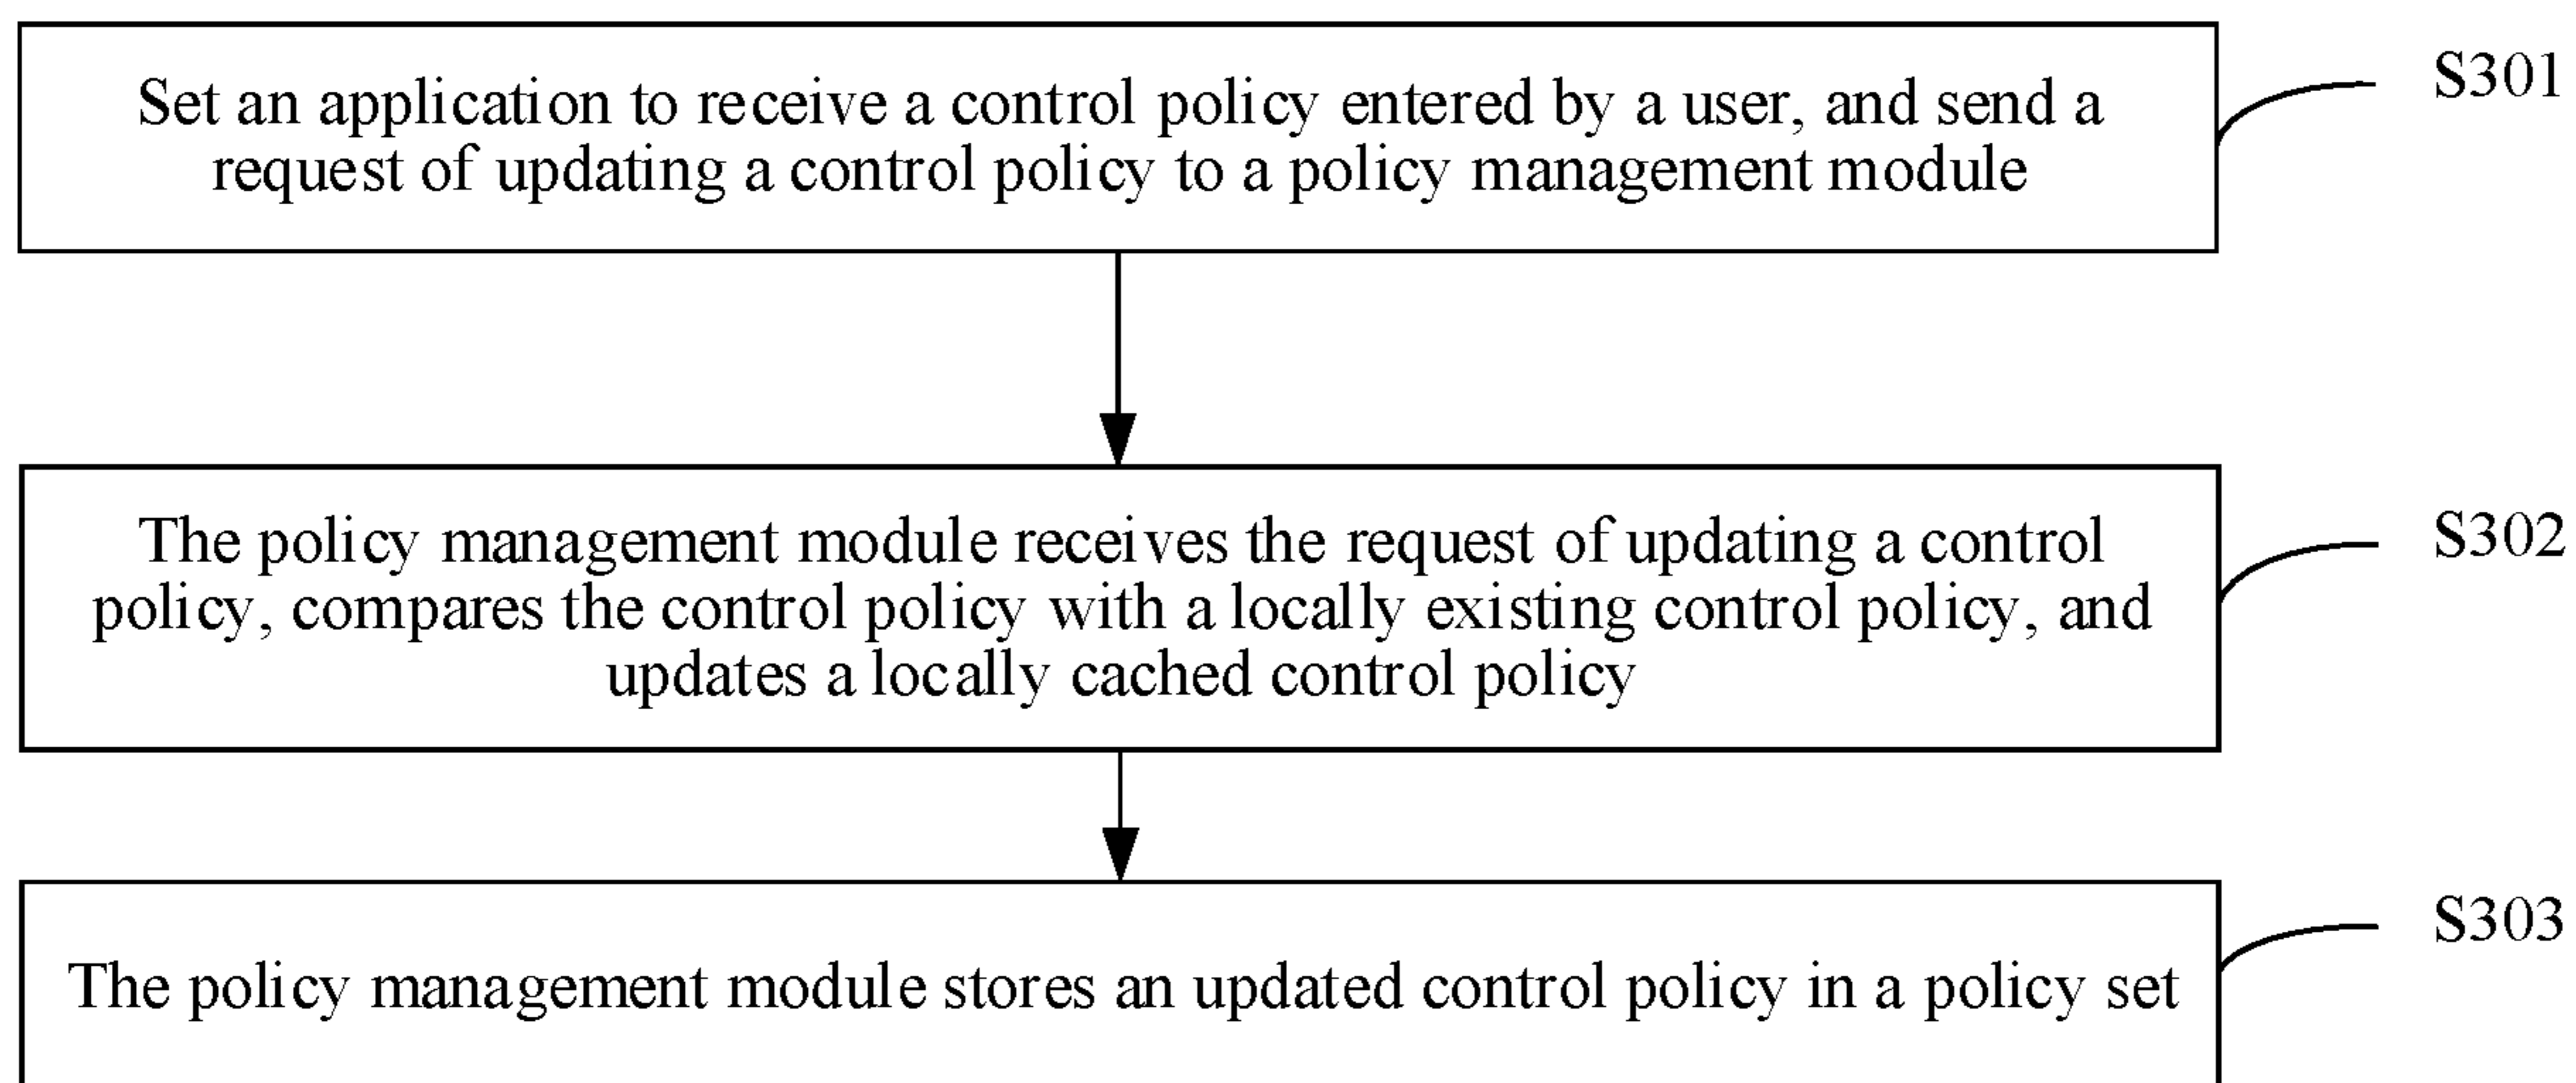 Set an application to receive a control policy entered by a user, and send a
request of updating a control policy to a policy management module
S301
The policy management module receives the request of updating a control
policy, compares the control policy with a locally existing control policy, and
updates a locally cached control policy
S302
The policy management module stores an updated control policy in a policy set
S303